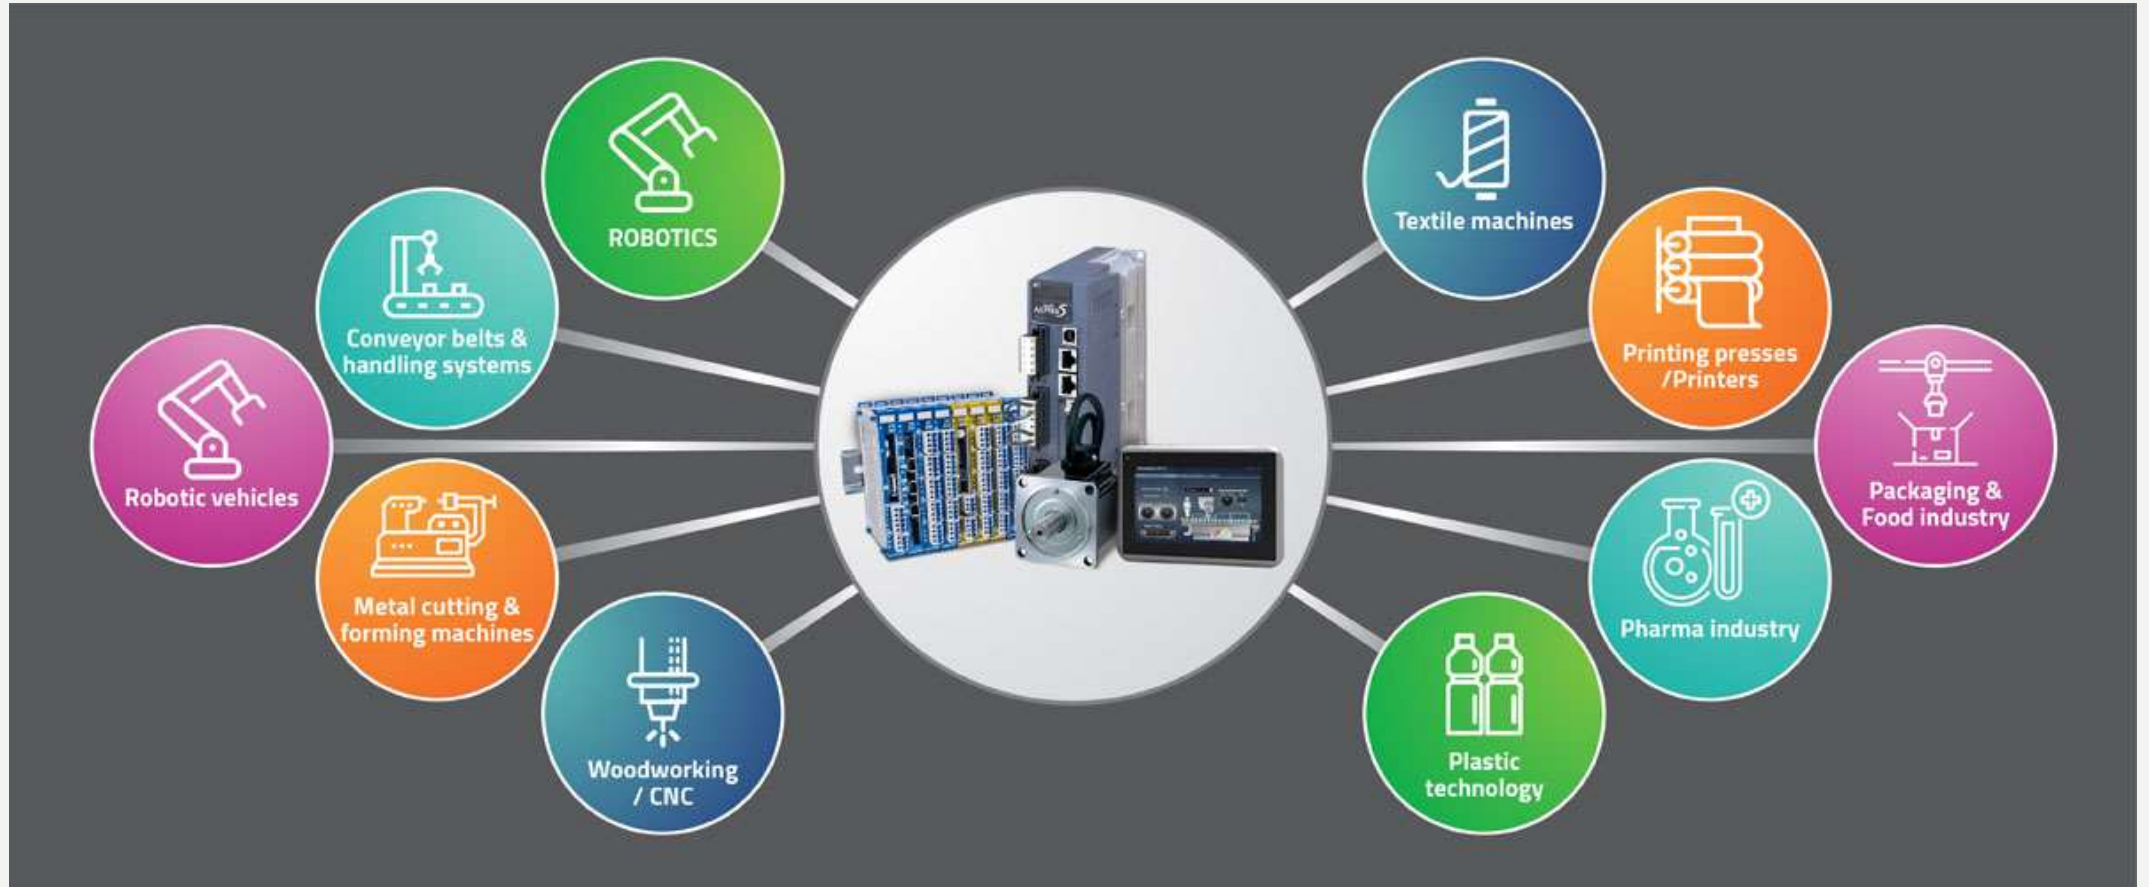 ROBOTICS
Conveyor belts &
handling systems
Robotic vehicles
Metal cutting &
forming machines
Woodworking
/ CNC
Textile machines
Printing presses
/Printers
Packaging &
Food industry
Pharma industry
Plastic
technology